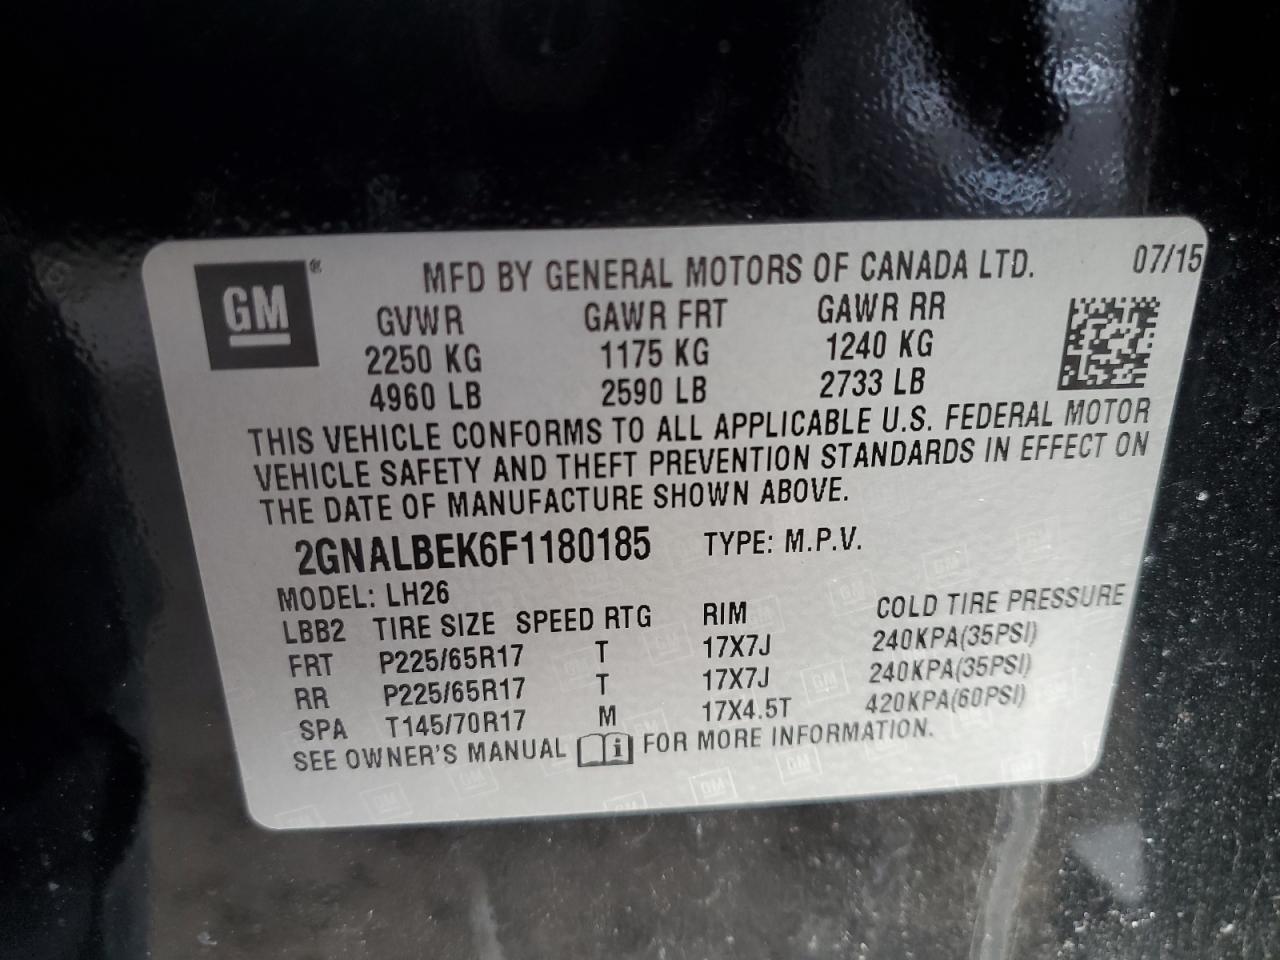 GM ® MFD BY GENERAL MOTORS OF CANADA LTD. 07/15
GVWR GAWR FRT GAWR RR
2250 KG 1175 KG 1240 KG
4960 LB 2590 LB 2733 LB
THIS VEHICLE CONFORMS TO ALL APPLICABLE U.S. FEDERAL MOTOR
VEHICLE SAFETY AND THEFT PREVENTION STANDARDS IN EFFECT ON
THE DATE OF MANUFACTURE SHOWN ABOVE.
2GNALBEK6F1180185 TYPE: M.P.V.
MODEL: LH26
LBB2 TIRE SIZE SPEED RTG RIM COLD TIRE PRESSURE
FRT P225/65R17 T 17X7J 240KPA(35PSI)
RR P225/65R17 T 17X7J 240KPA(35PSI)
SPA T145/70R17 M 17X4.5T 420KPA(60PSI)
SEE OWNER'S MANUAL i FOR MORE INFORMATION.